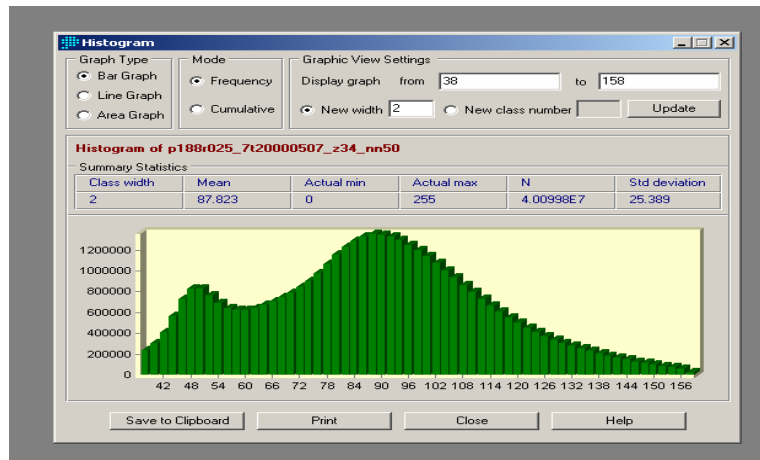 Histogram
Graph Type
Mode
Graphic View Settings
Bar Graph
Frequency
Display graph from 38 to 158
Line Graph
Area Graph
Cumulative
New width 2 New class number Update
Histogram of p188r025_7t20000507_z34_nn50
Summary Statistics
Class width Mean Actual min Actual max N Std deviation
2 87.823 0 255 4.00998E7 25.389
1200000
1000000
800000
600000
400000
200000
0
42 48 54 60 66 72 78 84 90 96 102 108 114 120 126 132 138 144 150 156
Save to Clipboard Print Close Help